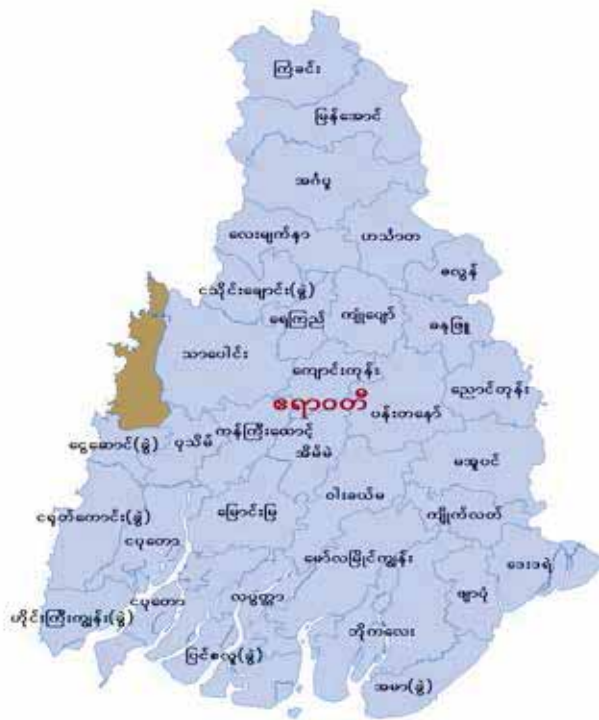 ကြံခင်း
မြန်အောင်
အင်္ဂပူ
လေးမျက်နှာ
ဟင်္သာတ
ဇလွန်
ငသိုင်းချောင်း(ခွဲ)
ရေကြည်
ကျုံပျော်
ဓနုဖြူ
သာပေါင်း
ကျောင်းကုန်း
ညောင်တုန်း
ဧရာဝတီ
ပန်းတနော်
ငွေဆောင်(ခွဲ)
ပုသိမ်
ကန်ကြီးထောင့်
အိမ်မဲ
မအူပင်
ဝါးခယ်မ
ငရုတ်ကောင်း(ခွဲ)
မြောင်းမြ
ကျိုက်လတ်
ငပုတော
မော်လမြိုင်ကျွန်း
ဒေးဒရဲ
ငပုတော
လပွတ္တာ
ဖျာပုံ
ဟိုင်းကြီးကျွန်း(ခွဲ)
ဘိုကလေး
ပြင်စလူ(ခွဲ)
အမာ(ခွဲ)